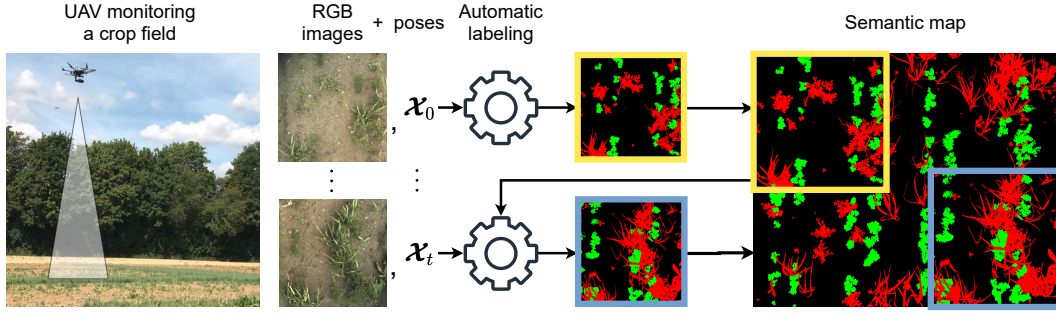 UAV monitoring
a crop field
RGB + poses
images
Automatic
labeling
Semantic map
, 𝒙0
⋮ ⋮
, 𝒙t